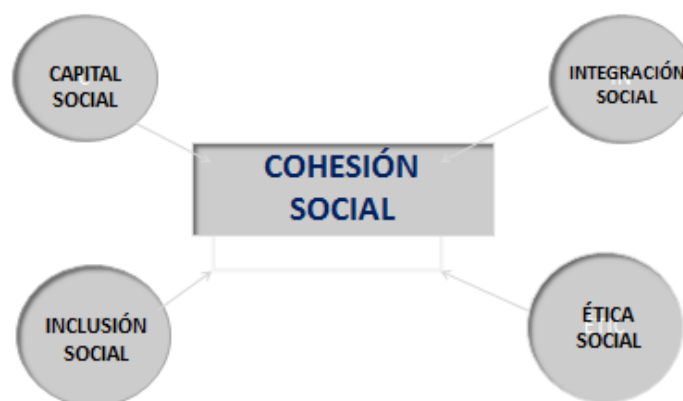 CAPITAL
SOCIAL
INTEGRACIÓN
SOCIAL
COHESIÓN
SOCIAL
INCLUSIÓN
SOCIAL
ÉTICA
SOCIAL